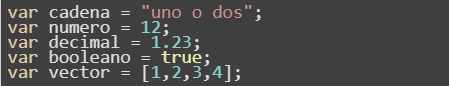 var cadena = "uno o dos";
var numero = 12;
var decimal = 1.23;
var booleano = true;
var vector = [1,2,3,4];